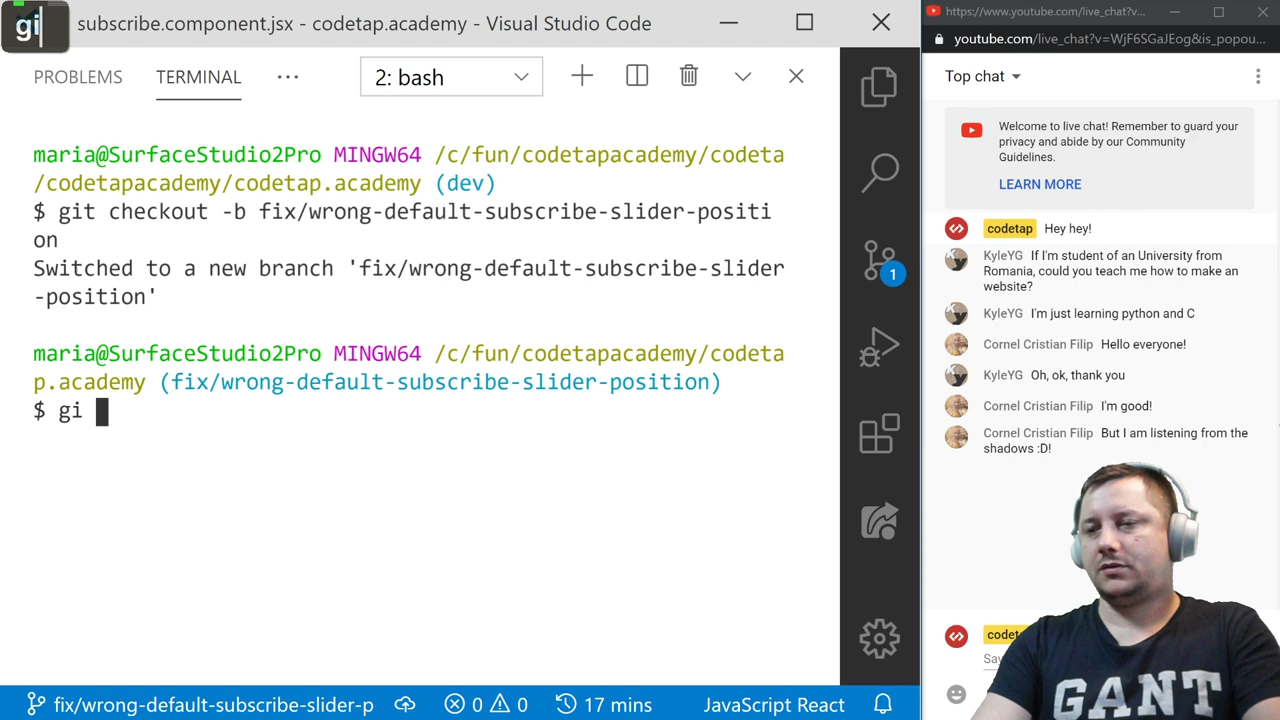 gi
subscribe.component.jsx - codetap.academy - Visual Studio Code
PROBLEMS
TERMINAL
2: bash
maria@SurfaceStudio2Pro MINGW64 /c/fun/codetapacademy/codeta
/codetapacademy/codetap.academy (dev)
$ git checkout -b fix/wrong-default-subscribe-slider-positi
on
Switched to a new branch 'fix/wrong-default-subscribe-slider
-position'
maria@SurfaceStudio2Pro MINGW64 /c/fun/codetapacademy/codeta
p.academy (fix/wrong-default-subscribe-slider-position)
$ gi
1
fix/wrong-default-subscribe-slider-p
0
0
17 mins
JavaScript React
https://www.youtube.com/live_chat?v...
youtube.com/live_chat?v=WjF6SGaJEog&is_popou...
Top chat
Welcome to live chat! Remember to guard your
privacy and abide by our Community
Guidelines.
LEARN MORE
codetap Hey hey!
KyleYG If I'm student of an University from
Romania, could you teach me how to make an
website?
KyleYG I'm just learning python and C
Cornel Cristian Filip Hello everyone!
KyleYG Oh, ok, thank you
Cornel Cristian Filip I'm good!
Cornel Cristian Filip But I am listening from the
shadows :D!
GANT